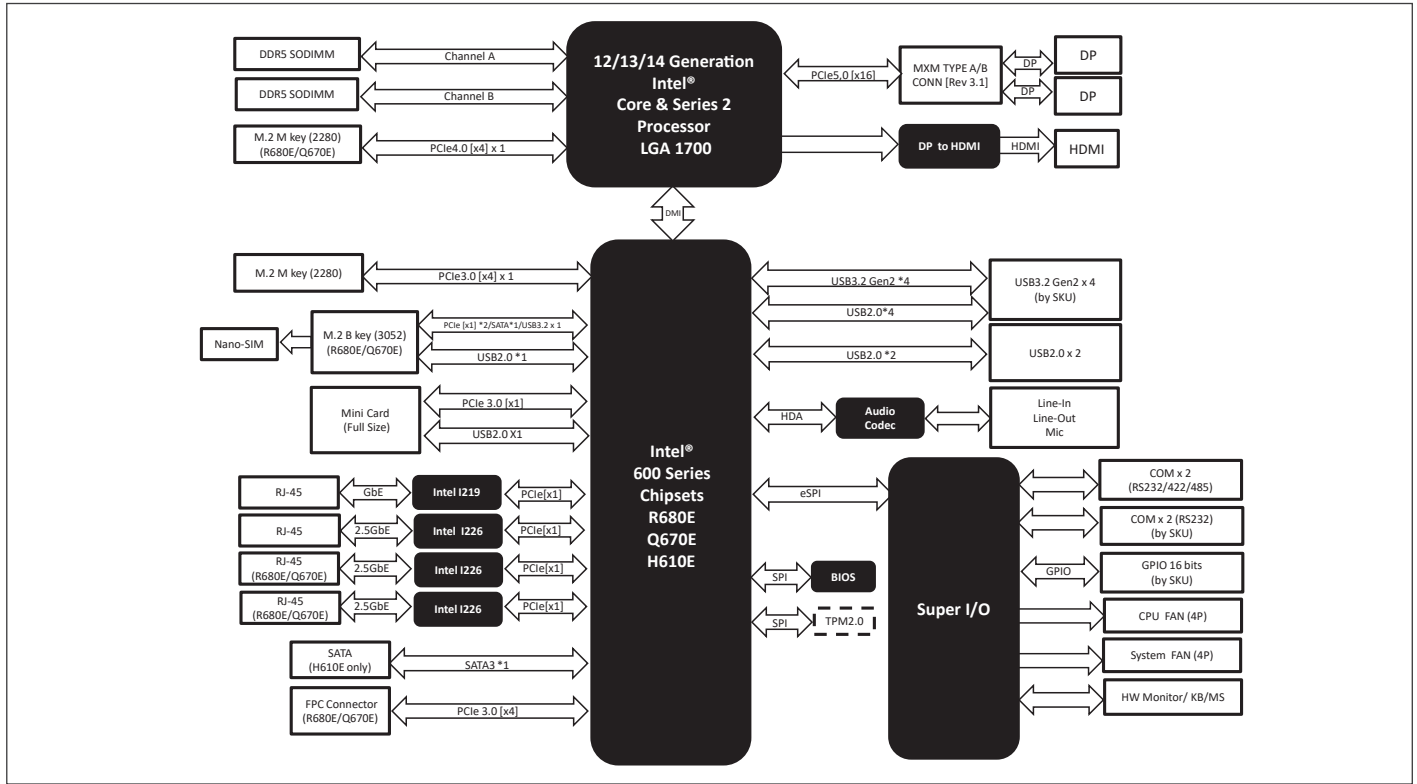 DDR5 SODIMM
Channel A
DDR5 SODIMM
Channel B
M.2 M key (2280)
(R680E/Q670E)
PCIe4.0 [x4] x 1
12/13/14 Generation
Intel®
Core & Series 2
Processor
LGA 1700
PCIe5,0 [x16]
MXM TYPE A/B
CONN [Rev 3.1]
DP
DP
DP
DP
DP to HDMI
HDMI
HDMI
DMI
M.2 M key (2280)
PCIe3.0 [x4] x 1
Nano-SIM
M.2 B key (3052)
(R680E/Q670E)
PCIe [x1] *2/SATA*1/USB3.2 x 1
USB2.0 *1
Mini Card
(Full Size)
PCIe 3.0 [x1]
USB2.0 X1
RJ-45
GbE
Intel I219
PCIe[x1]
RJ-45
2.5GbE
Intel I226
PCIe[x1]
RJ-45
(R680E/Q670E)
2.5GbE
Intel I226
PCIe[x1]
RJ-45
(R680E/Q670E)
2.5GbE
Intel I226
PCIe[x1]
SATA
(H610E only)
SATA3 *1
FPC Connector
(R680E/Q670E)
PCIe 3.0 [x4]
Intel®
600 Series
Chipsets
R680E
Q670E
H610E
USB3.2 Gen2 *4
USB2.0*4
USB3.2 Gen2 x 4
(by SKU)
USB2.0 *2
USB2.0 x 2
HDA
Audio
Codec
Line-In
Line-Out
Mic
eSPI
SPI
BIOS
SPI
TPM2.0
Super I/O
COM x 2
(RS232/422/485)
COM x 2 (RS232)
(by SKU)
GPIO
GPIO 16 bits
(by SKU)
CPU FAN (4P)
System FAN (4P)
HW Monitor/ KB/MS